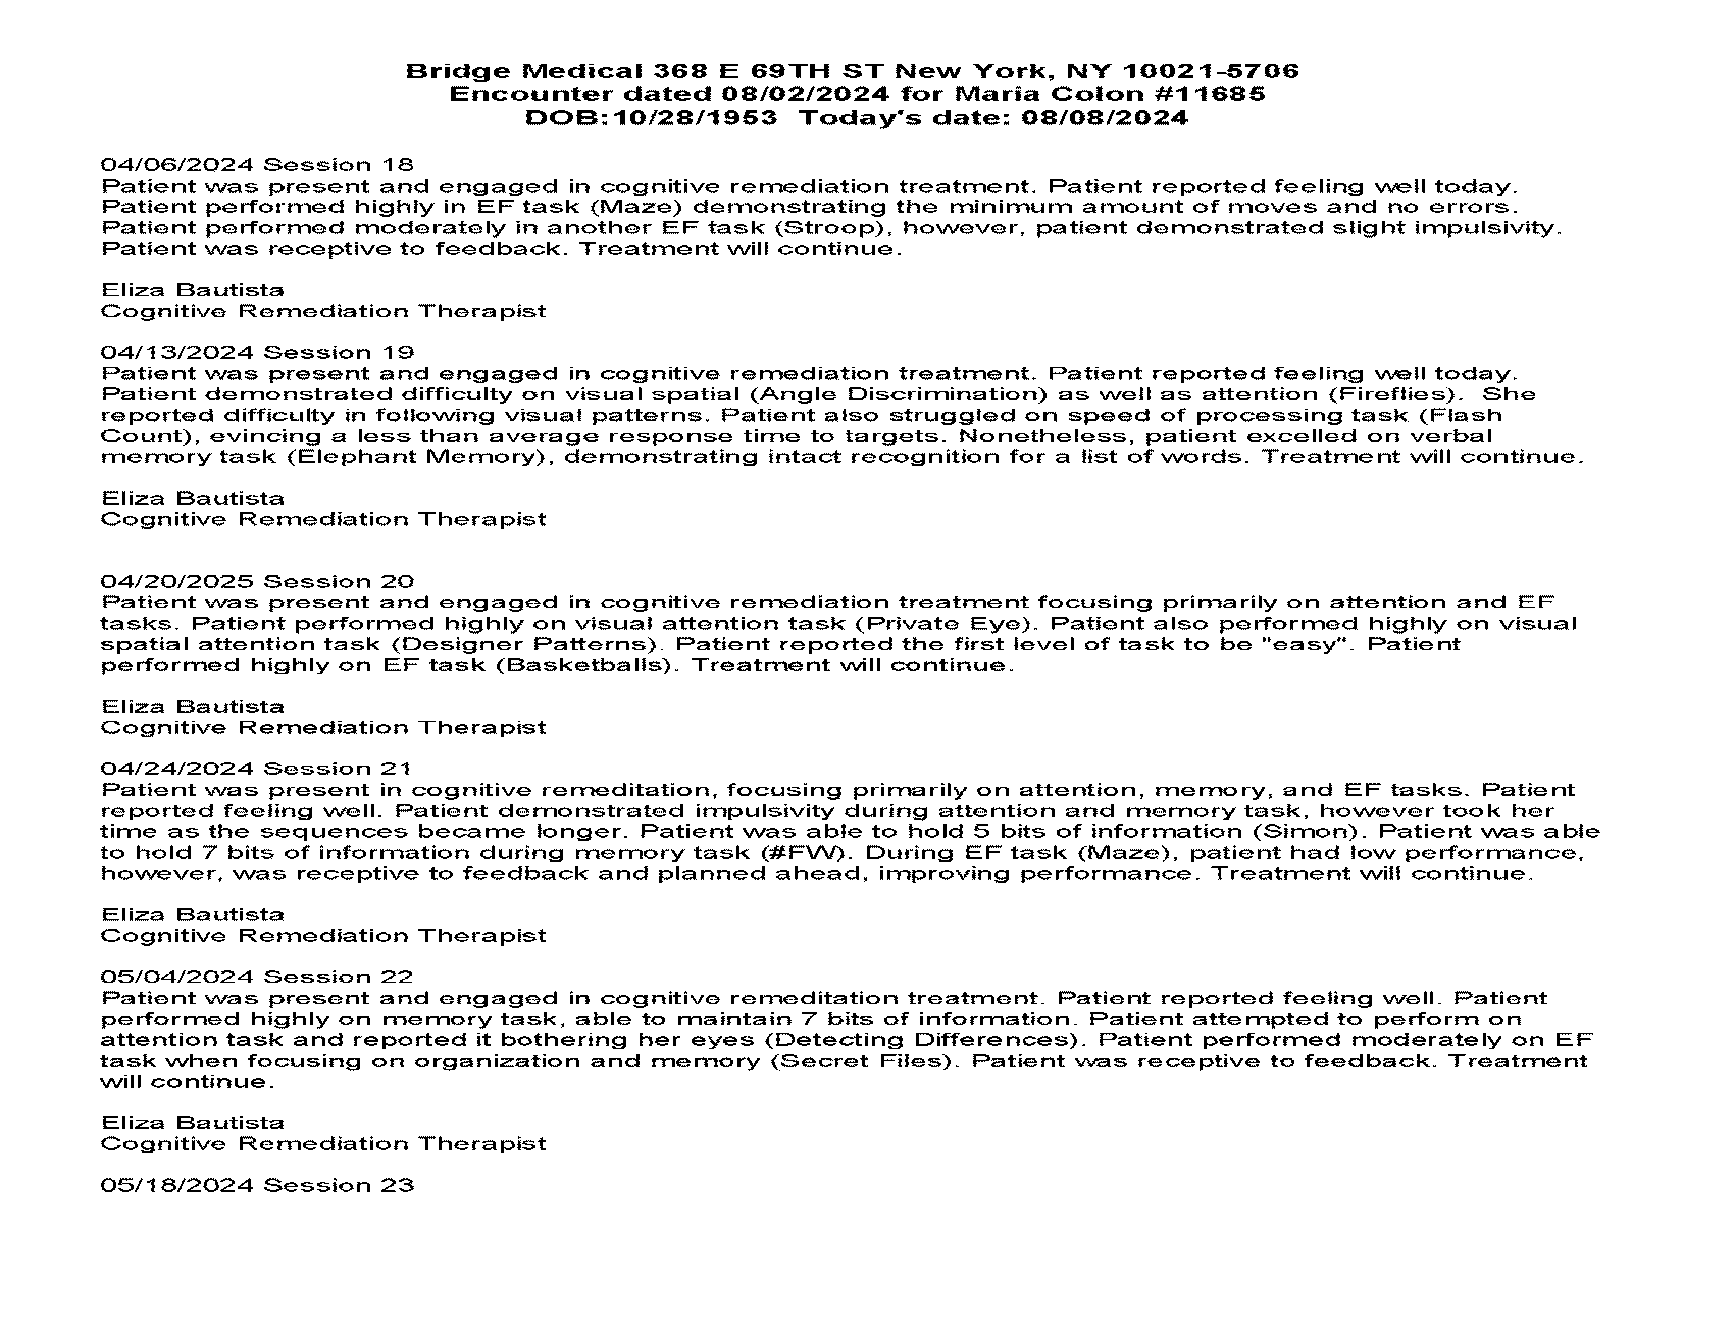 Bridge Medical 368 E 69TH ST New York, NY 10021-5706
Encounter dated 08/02/2024 for Maria Colon #11685
DOB:10/28/1953 Today's date: 08/08/2024
04/06/2024 Session 18
Patient was present and engaged in cognitive remediation treatment. Patient reported feeling well today.
Patient performed highly in EF task (Maze) demonstrating the minimum amount of moves and no errors.
Patient performed moderately in another EF task (Stroop), however, patient demonstrated slight impulsivity.
Patient was receptive to feedback. Treatment will continue.
Eliza Bautista
Cognitive Remediation Therapist
04/13/2024 Session 19
Patient was present and engaged in cognitive remediation treatment. Patient reported feeling well today.
Patient demonstrated difficulty on visual spatial (Angle Discrimination) as well as attention (Fireflies). She
reported difficulty in following visual patterns. Patient also struggled on speed of processing task (Flash
Count), evincing a less than average response time to targets. Nonetheless, patient excelled on verbal
memory task (Elephant Memory), demonstrating intact recognition for a list of words. Treatment will continue.
Eliza Bautista
Cognitive Remediation Therapist
04/20/2025 Session 20
Patient was present and engaged in cognitive remediation treatment focusing primarily on attention and EF
tasks. Patient performed highly on visual attention task (Private Eye). Patient also performed highly on visual
spatial attention task (Designer Patterns). Patient reported the first level of task to be "easy". Patient
performed highly on EF task (Basketballs). Treatment will continue.
Eliza Bautista
Cognitive Remediation Therapist
04/24/2024 Session 21
Patient was present in cognitive remeditation, focusing primarily on attention, memory, and EF tasks. Patient
reported feeling well. Patient demonstrated impulsivity during attention and memory task, however took her
time as the sequences became longer. Patient was able to hold 5 bits of information (Simon). Patient was able
to hold 7 bits of information during memory task (#FW). During EF task (Maze), patient had low performance,
however, was receptive to feedback and planned ahead, improving performance. Treatment will continue.
Eliza Bautista
Cognitive Remediation Therapist
05/04/2024 Session 22
Patient was present and engaged in cognitive remeditation treatment. Patient reported feeling well. Patient
performed highly on memory task, able to maintain 7 bits of information. Patient attempted to perform on
attention task and reported it bothering her eyes (Detecting Differences). Patient performed moderately on EF
task when focusing on organization and memory (Secret Files). Patient was receptive to feedback. Treatment
will continue.
Eliza Bautista
Cognitive Remediation Therapist
05/18/2024 Session 23